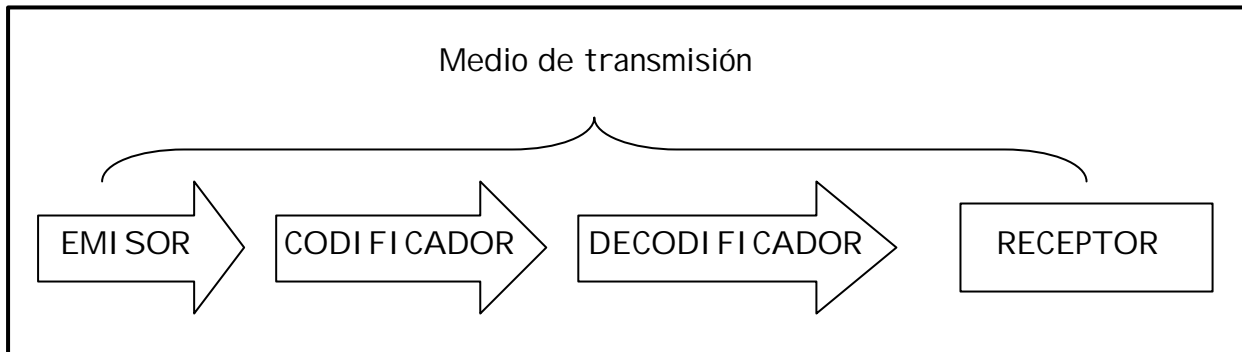 Medio de transmisión
EMISOR CODIFICADOR DECODIFICADOR RECEPTOR